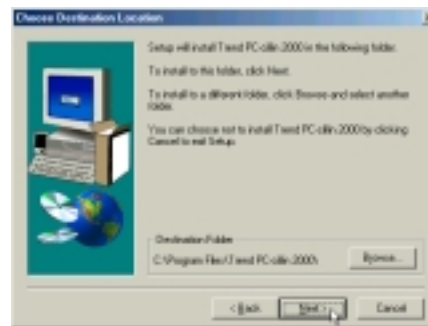 Choose Destination Location
Setup will install Trend PC-cillin 2000 in the following folder.
To install to this folder, click Next.
To install to a different folder, click Browse and select another
folder.
You can choose not to install Trend PC-cillin 2000 by clicking
Cancel to exit Setup.
Destination Folder
C:\Program Files\Trend PC-cillin 2000\
Browse...
< Back
Next >
Cancel